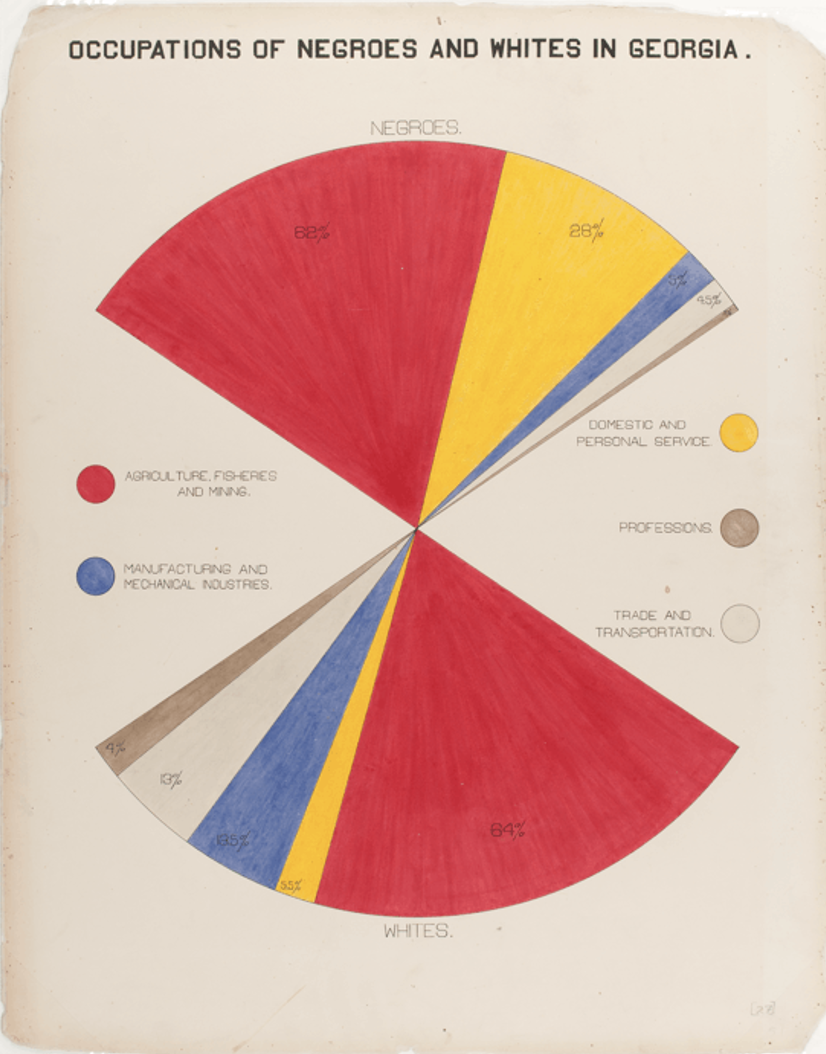 OCCUPATIONS OF NEGROES AND WHITES IN GEORGIA.
NEGROES.
62%
28%
5%
4.5%
DOMESTIC AND
PERSONAL SERVICE.
AGRICULTURE, FISHERIES
AND MINING.
PROFESSIONS.
MANUFACTURING AND
MECHANICAL INDUSTRIES.
TRADE AND
TRANSPORTATION.
4%
13%
13.5%
64%
5.5%
WHITES.